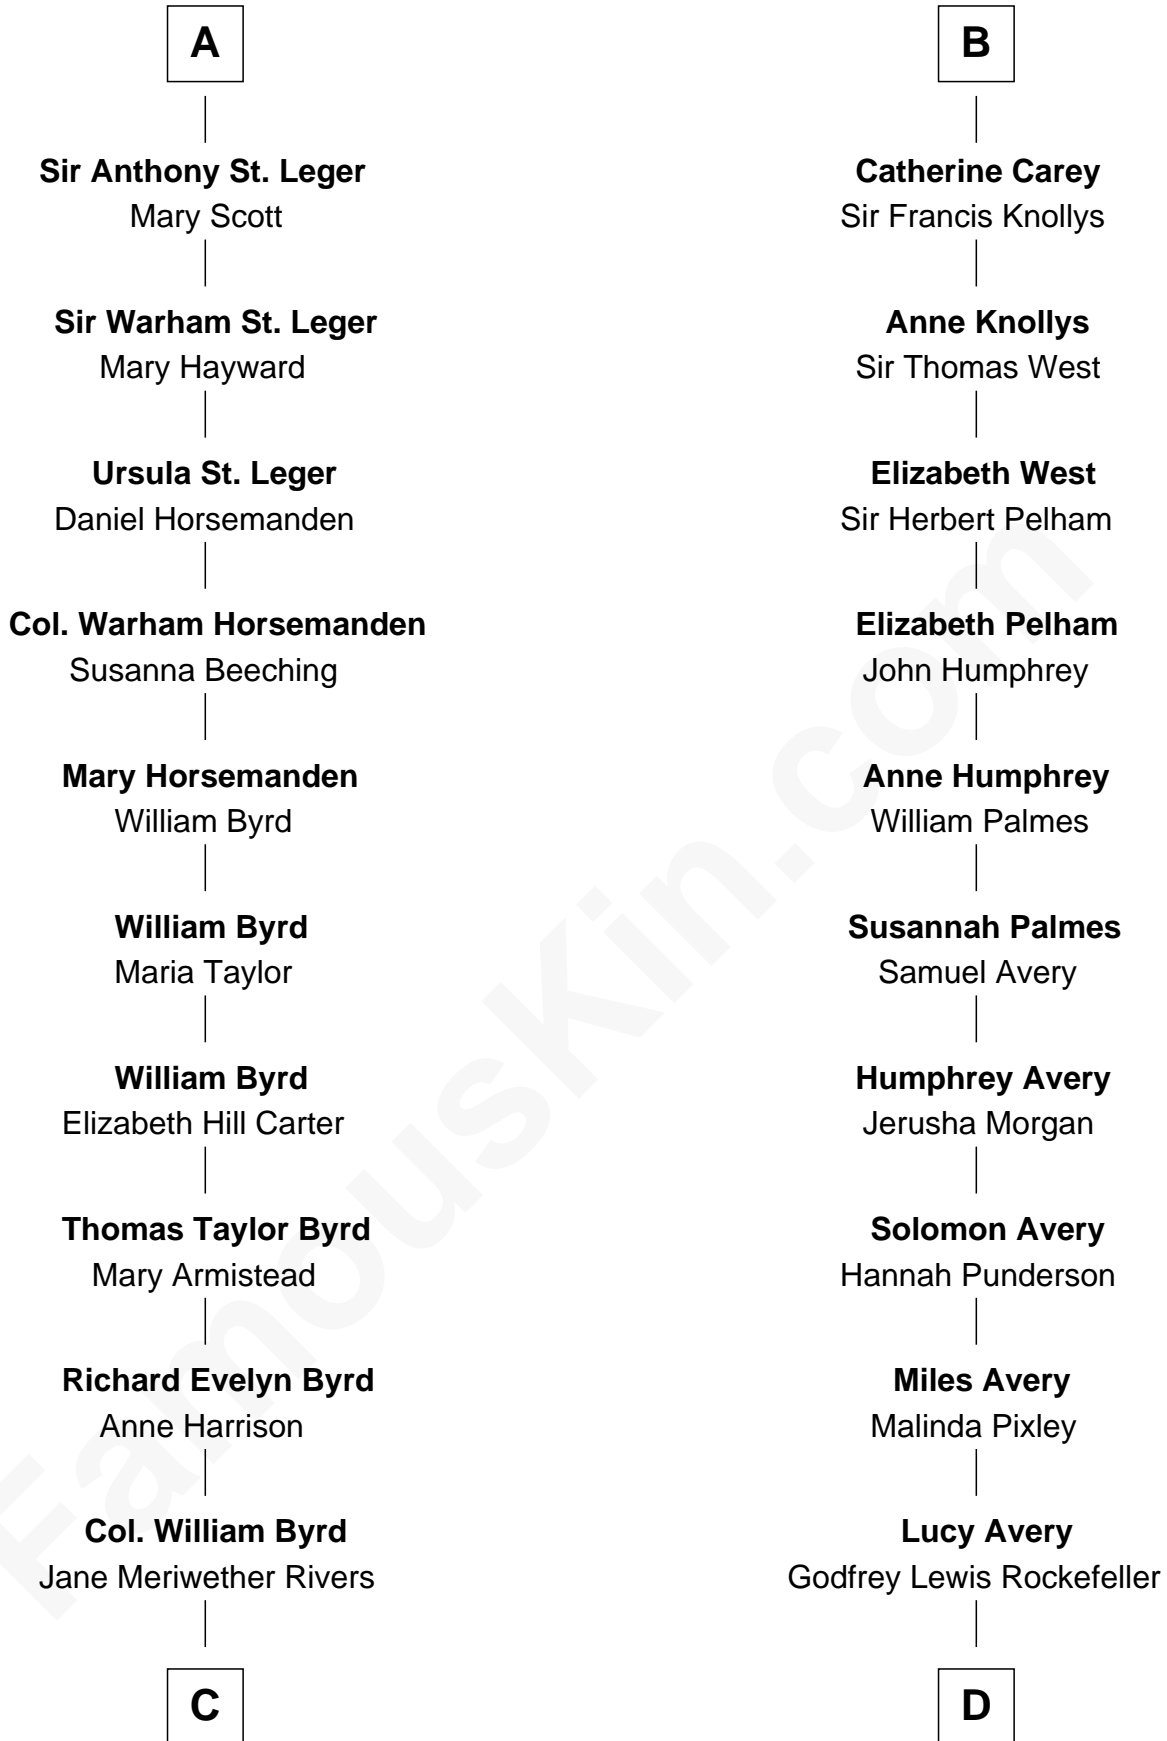 A
Sir Anthony St. Leger
Mary Scott
Sir Warham St. Leger
Mary Hayward
Ursula St. Leger
Daniel Horsemanden
Col. Warham Horsemanden
Susanna Beeching
Mary Horsemanden
William Byrd
William Byrd
Maria Taylor
William Byrd
Elizabeth Hill Carter
Thomas Taylor Byrd
Mary Armistead
Richard Evelyn Byrd
Anne Harrison
Col. William Byrd
Jane Meriwether Rivers
C
B
Catherine Carey
Sir Francis Knollys
Anne Knollys
Sir Thomas West
Elizabeth West
Sir Herbert Pelham
Elizabeth Pelham
John Humphrey
Anne Humphrey
William Palmes
Susannah Palmes
Samuel Avery
Humphrey Avery
Jerusha Morgan
Solomon Avery
Hannah Punderson
Miles Avery
Malinda Pixley
Lucy Avery
Godfrey Lewis Rockefeller
D
FamousKin.com